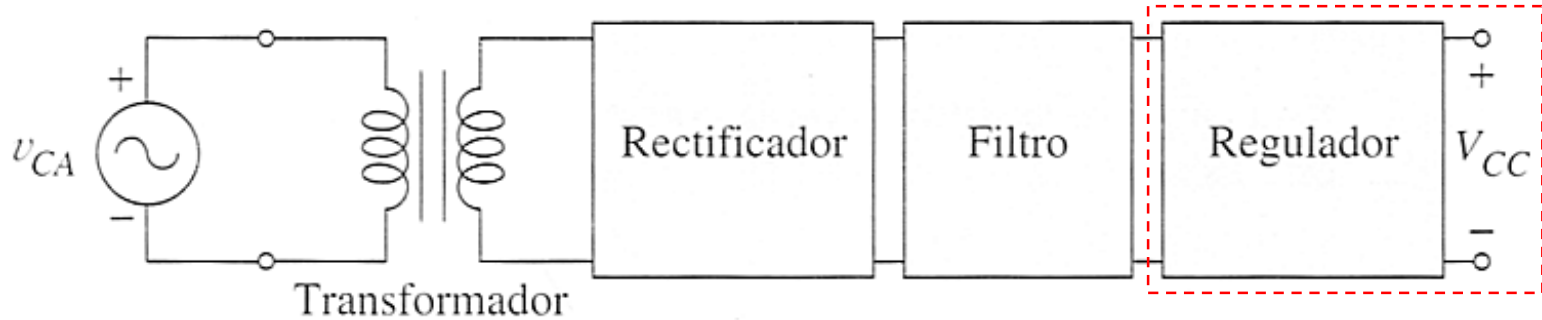 +
v_CA
−
Transformador
Rectificador
Filtro
Regulador
+
V_CC
−